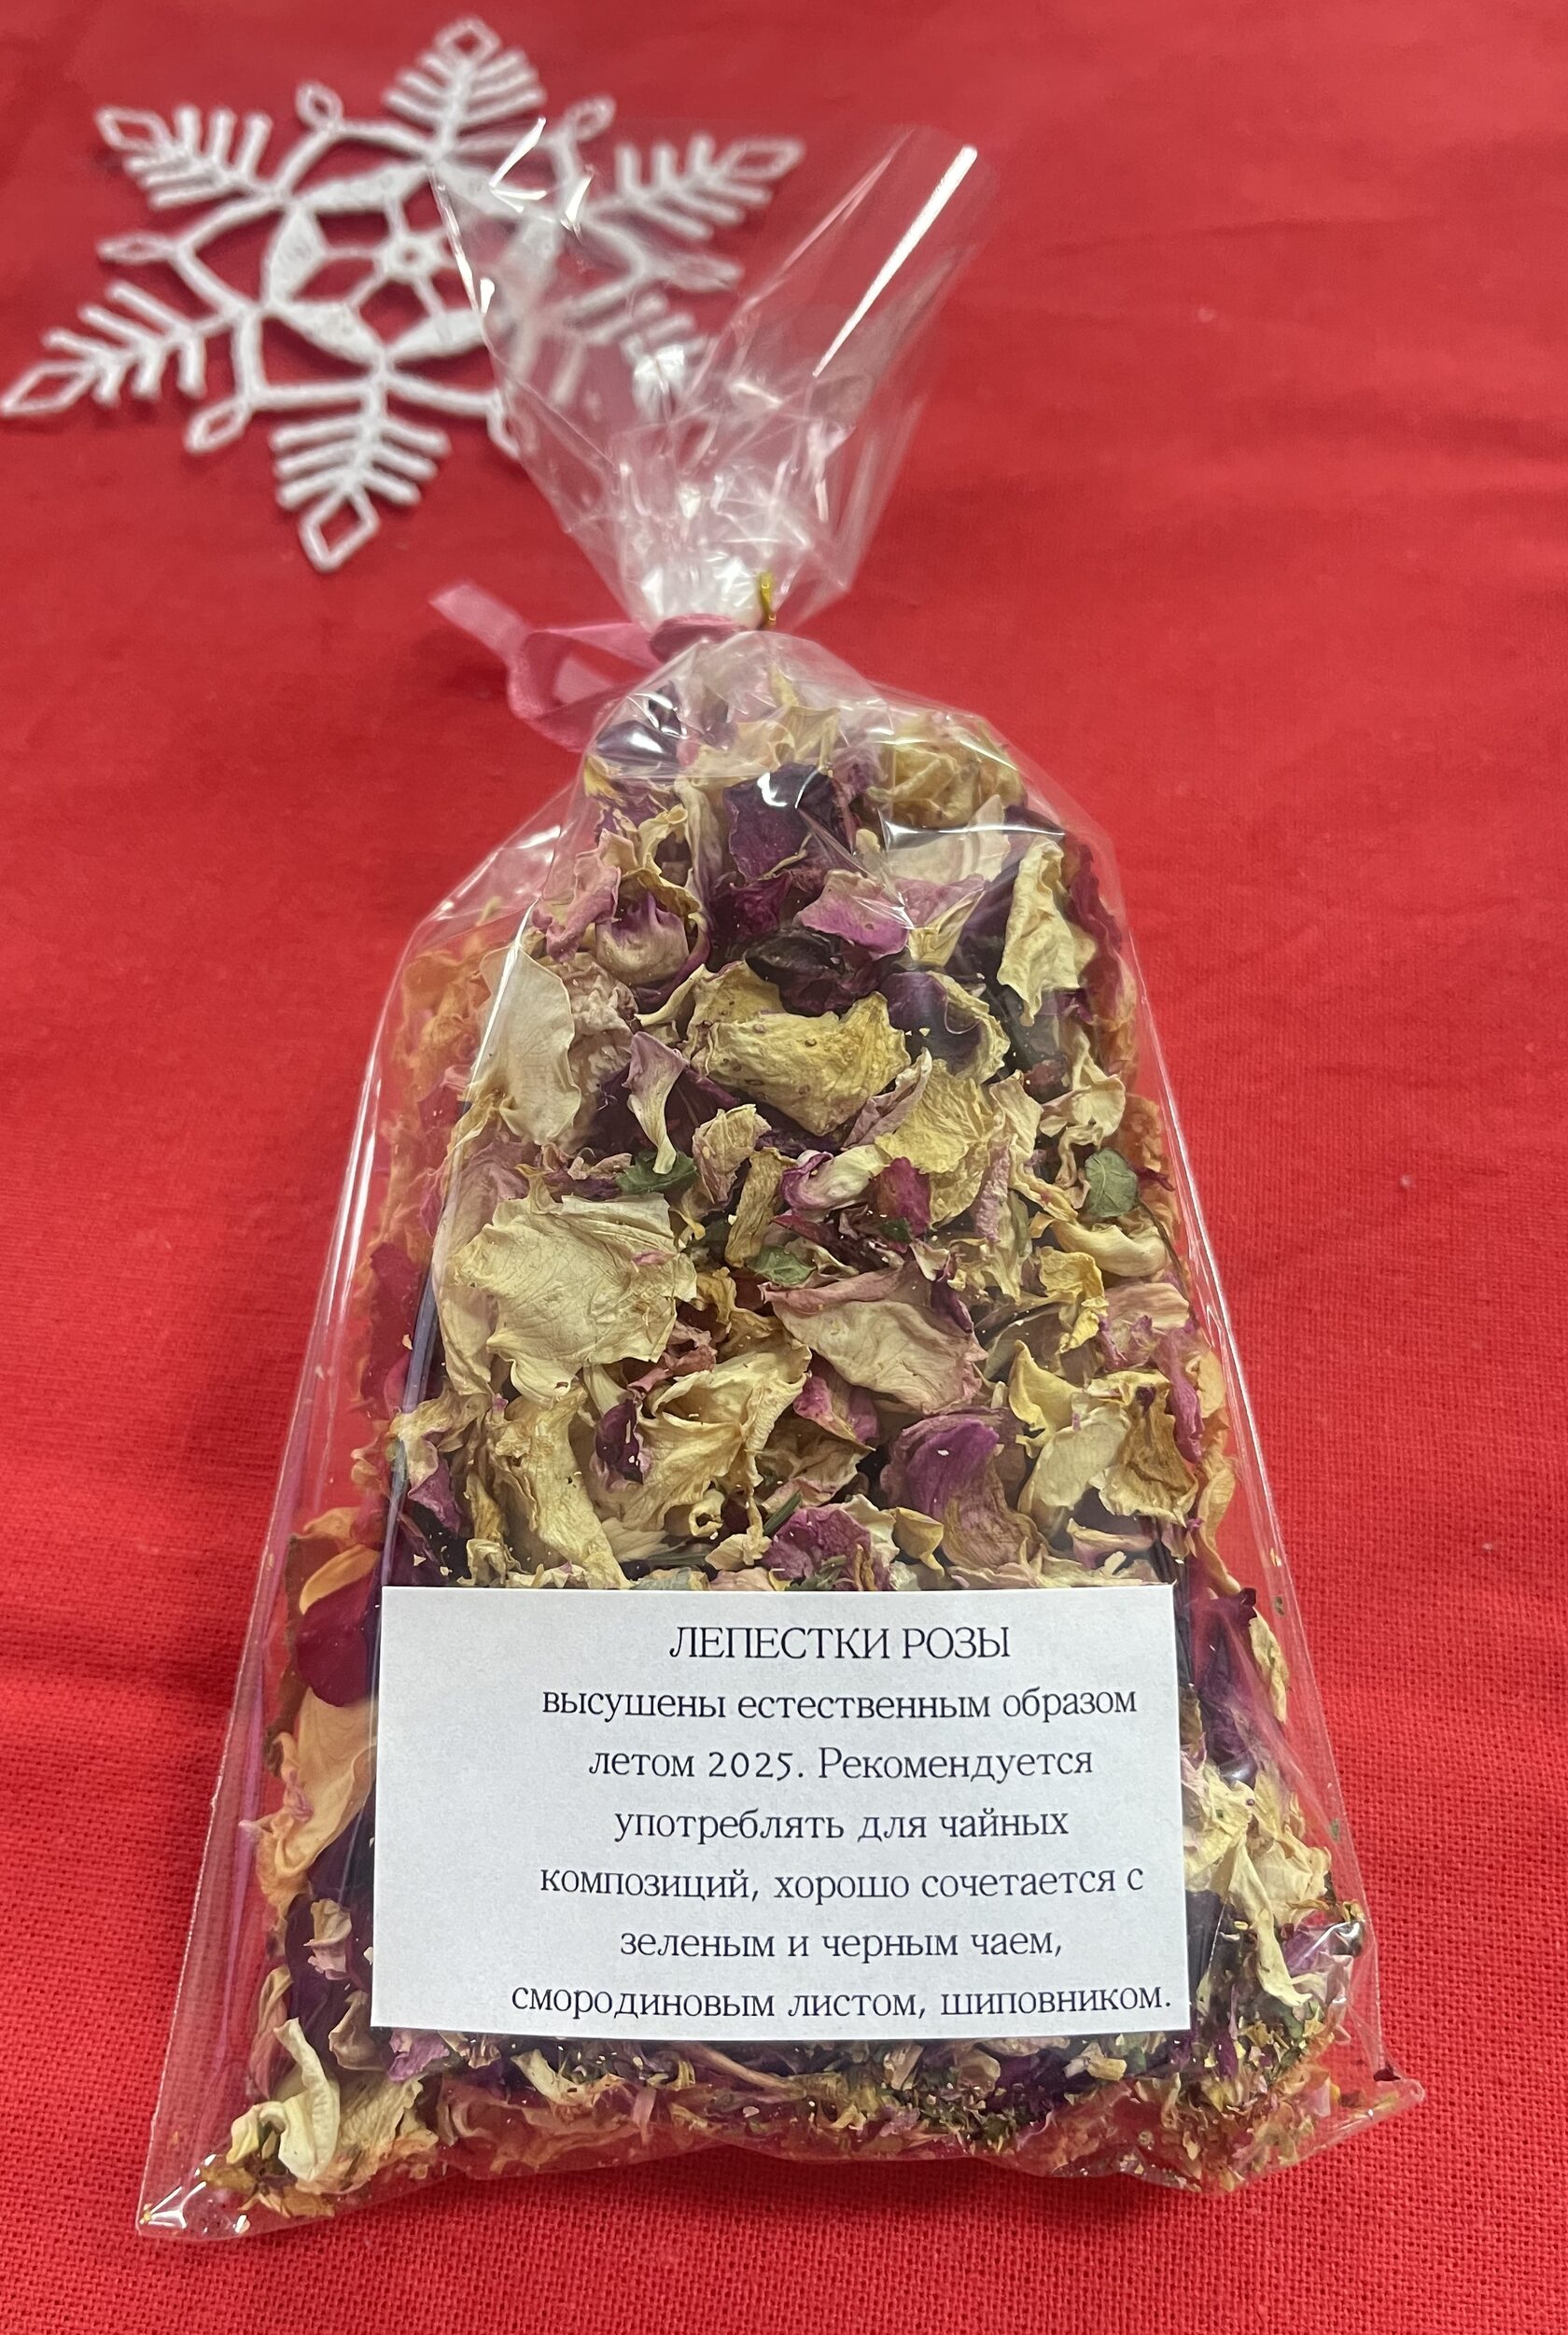 ЛЕПЕСТКИ РОЗЫ
высушены естественным образом
летом 2025. Рекомендуется
употреблять для чайных
композиций, хорошо сочетается с
зеленым и черным чаем,
смородиновым листом, шиповником.